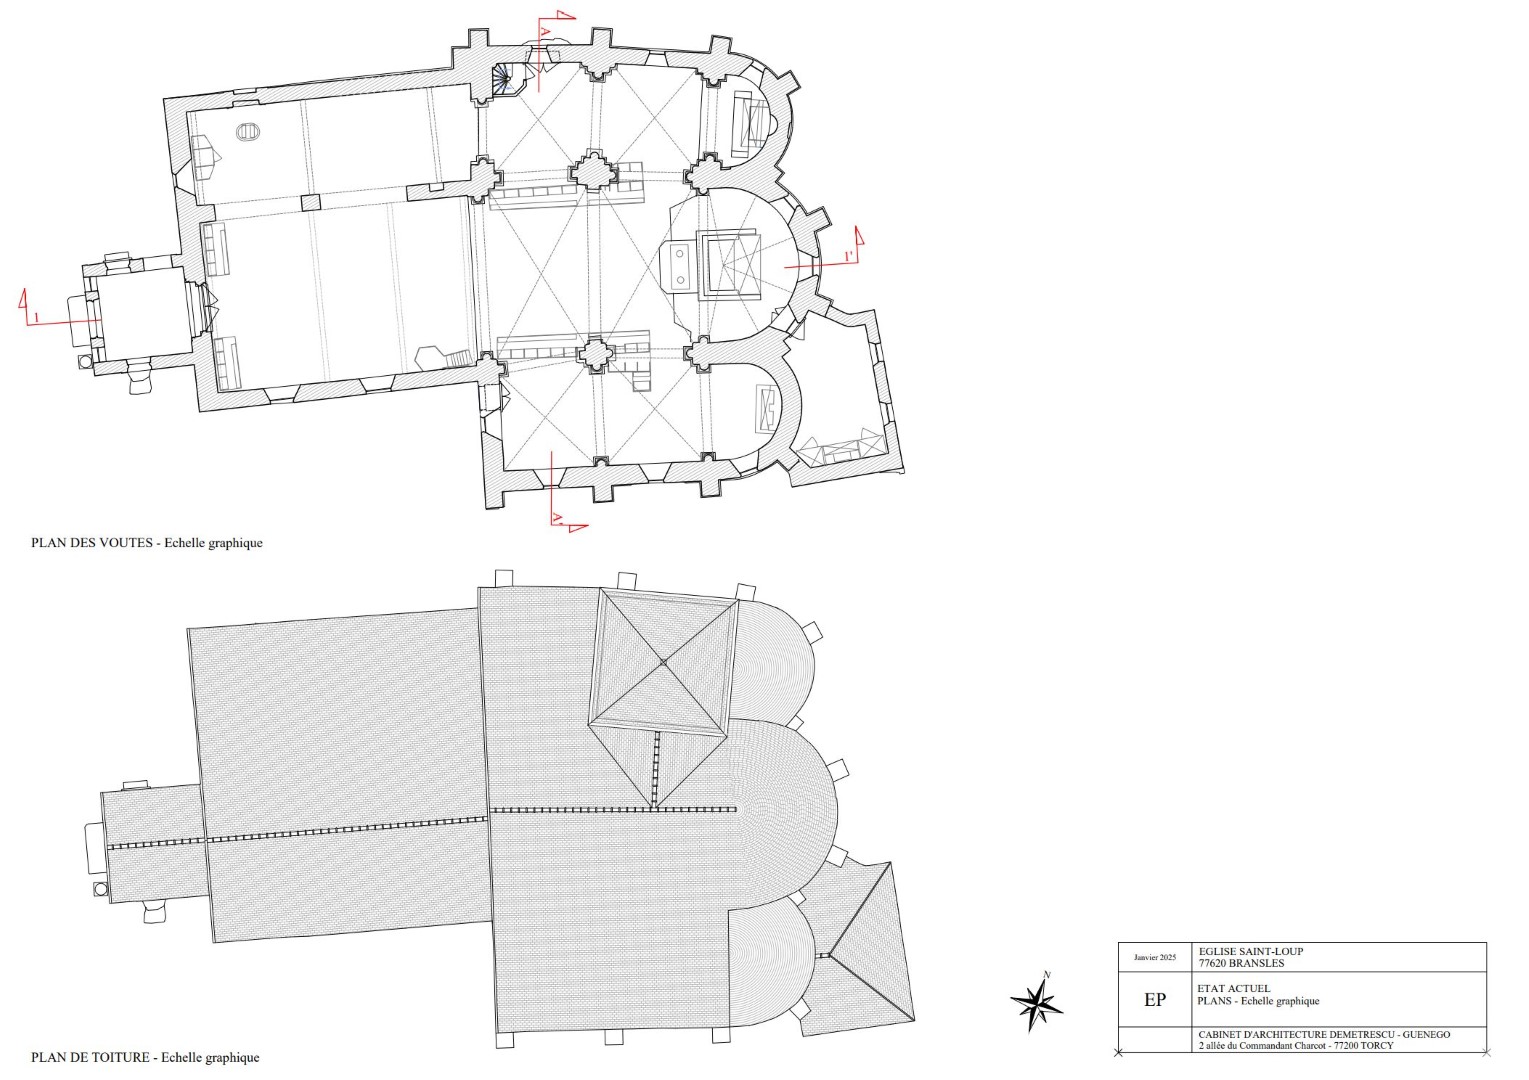 A
1'
1
A'
PLAN DES VOUTES - Echelle graphique
PLAN DE TOITURE - Echelle graphique
N
Janvier 2025
EGLISE SAINT-LOUP
77620 BRANSLES
EP
ETAT ACTUEL
PLANS - Echelle graphique
CABINET D'ARCHITECTURE DEMETRESCU - GUENEGO
2 allée du Commandant Charcot - 77200 TORCY